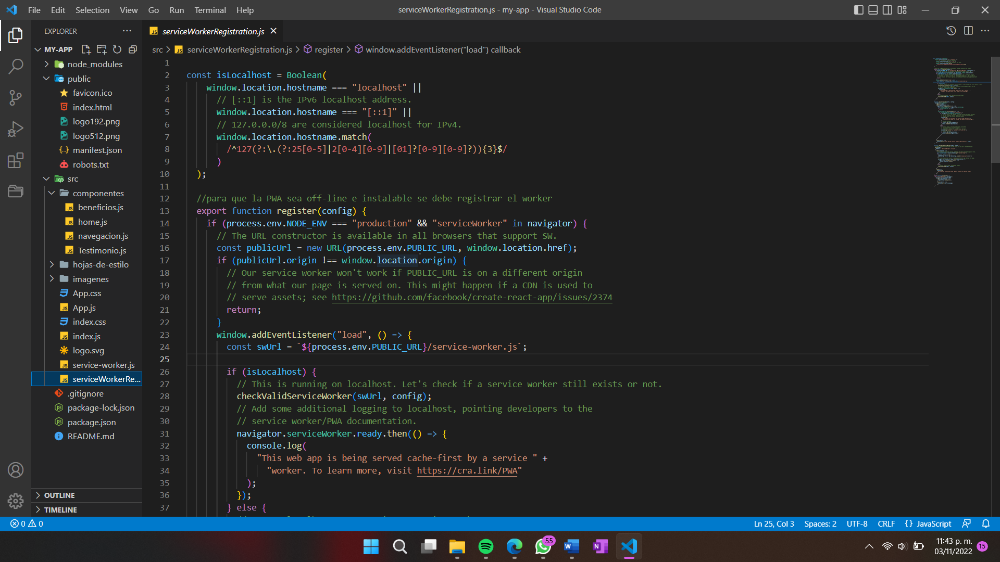 File Edit Selection View Go Run Terminal Help
serviceWorkerRegistration.js - my-app - Visual Studio Code
EXPLORER
MY-APP
node_modules
public
favicon.ico
index.html
logo192.png
logo512.png
manifest.json
robots.txt
src
componentes
beneficios.js
home.js
navegacion.js
Testimonio.js
hojas-de-estilo
imagenes
App.css
App.js
index.css
index.js
logo.svg
service-worker.js
serviceWorkerRe...
.gitignore
package-lock.json
package.json
README.md
OUTLINE
TIMELINE
serviceWorkerRegistration.js
src > serviceWorkerRegistration.js > register > window.addEventListener("load") callback
1
2 const isLocalhost = Boolean(
3 window.location.hostname === "localhost" ||
4 // [::1] is the IPv6 localhost address.
5 window.location.hostname === "[::1]" ||
6 // 127.0.0.0/8 are considered localhost for IPv4.
7 window.location.hostname.match(
8 /^127(?:\.(?:25[0-5]|2[0-4][0-9]|[01]?[0-9][0-9]?)){3}$/
9 )
10 );
11
12 //para que la PWA sea off-line e instalable se debe registrar el worker
13 export function register(config) {
14 if (process.env.NODE_ENV === "production" && "serviceWorker" in navigator) {
15 // The URL constructor is available in all browsers that support SW.
16 const publicUrl = new URL(process.env.PUBLIC_URL, window.location.href);
17 if (publicUrl.origin !== window.location.origin) {
18 // Our service worker won't work if PUBLIC_URL is on a different origin
19 // from what our page is served on. This might happen if a CDN is used to
20 // serve assets; see https://github.com/facebook/create-react-app/issues/2374
21 return;
22 }
23 window.addEventListener("load", () => {
24 const swUrl = `${process.env.PUBLIC_URL}/service-worker.js`;
25
26 if (isLocalhost) {
27 // This is running on localhost. Let's check if a service worker still exists or not.
28 checkValidServiceWorker(swUrl, config);
29 // Add some additional logging to localhost, pointing developers to the
30 // service worker/PWA documentation.
31 navigator.serviceWorker.ready.then(() => {
32 console.log(
33 "This web app is being served cache-first by a service " +
34 "worker. To learn more, visit https://cra.link/PWA"
35 );
36 });
37 } else {
0 0
Ln 25, Col 3 Spaces: 2 UTF-8 CRLF {} JavaScript
55
11:43 p. m.
03/11/2022
15